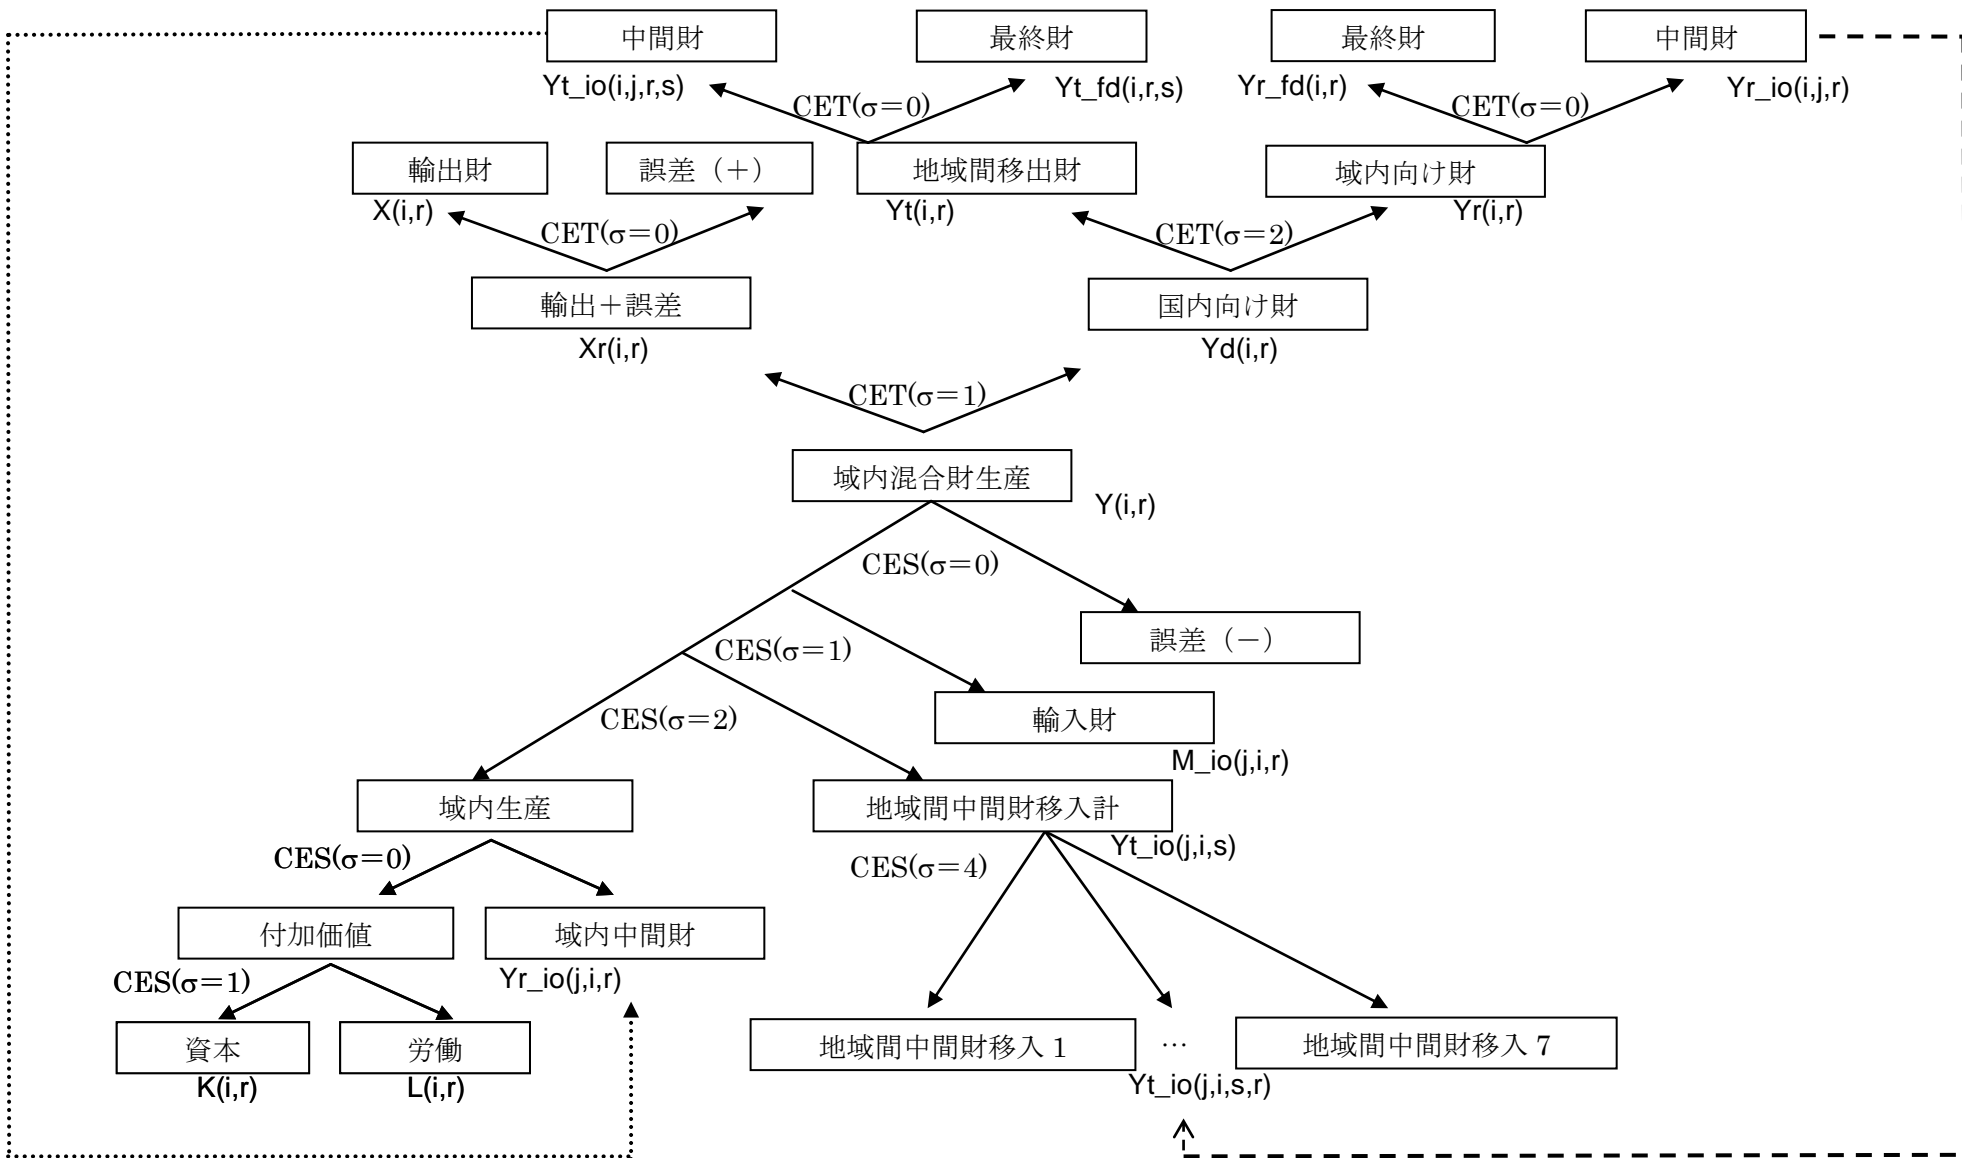 中間財
最終財
最終財
中間財
Yt_io(i,j,r,s)
Yt_fd(i,r,s)
Yr_fd(i,r)
Yr_io(i,j,r)
CET(σ＝0)
CET(σ＝0)
輸出財
誤差（＋）
地域間移出財
域内向け財
X(i,r)
Yt(i,r)
Yr(i,r)
CET(σ＝0)
CET(σ＝2)
輸出＋誤差
国内向け財
Xr(i,r)
Yd(i,r)
CET(σ＝1)
域内混合財生産
Y(i,r)
CES(σ＝0)
誤差（－）
CES(σ＝1)
CES(σ＝2)
輸入財
M_io(j,i,r)
域内生産
地域間中間財移入計
Yt_io(j,i,s)
CES(σ＝0)
CES(σ＝4)
付加価値
域内中間財
Yr_io(j,i,r)
CES(σ＝1)
資本
労働
地域間中間財移入 1
…
地域間中間財移入 7
K(i,r)
L(i,r)
Yt_io(j,i,s,r)